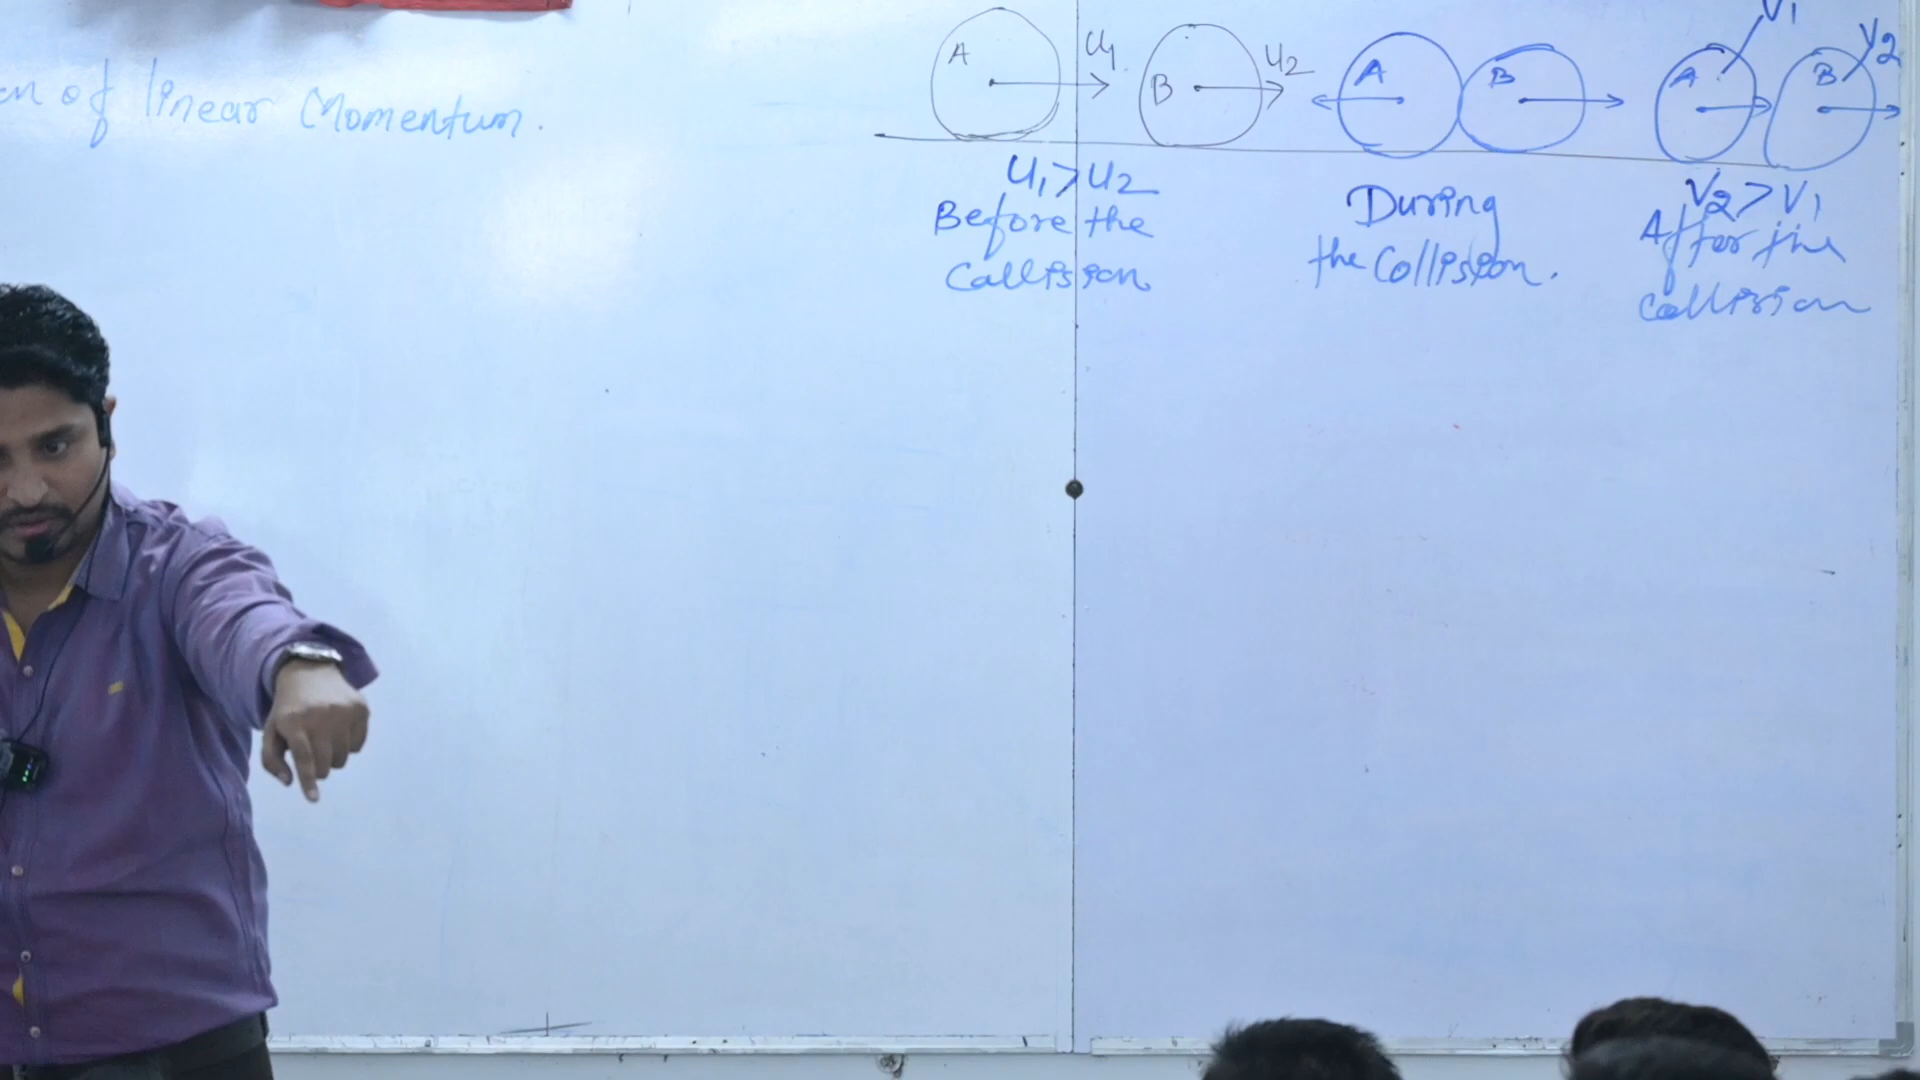 of linear Momentum.
A U1 B U2 A B A V1 B V2
U1 > U2
Before the
Collision
During
the Collision.
V2 > V1
After the
Collision